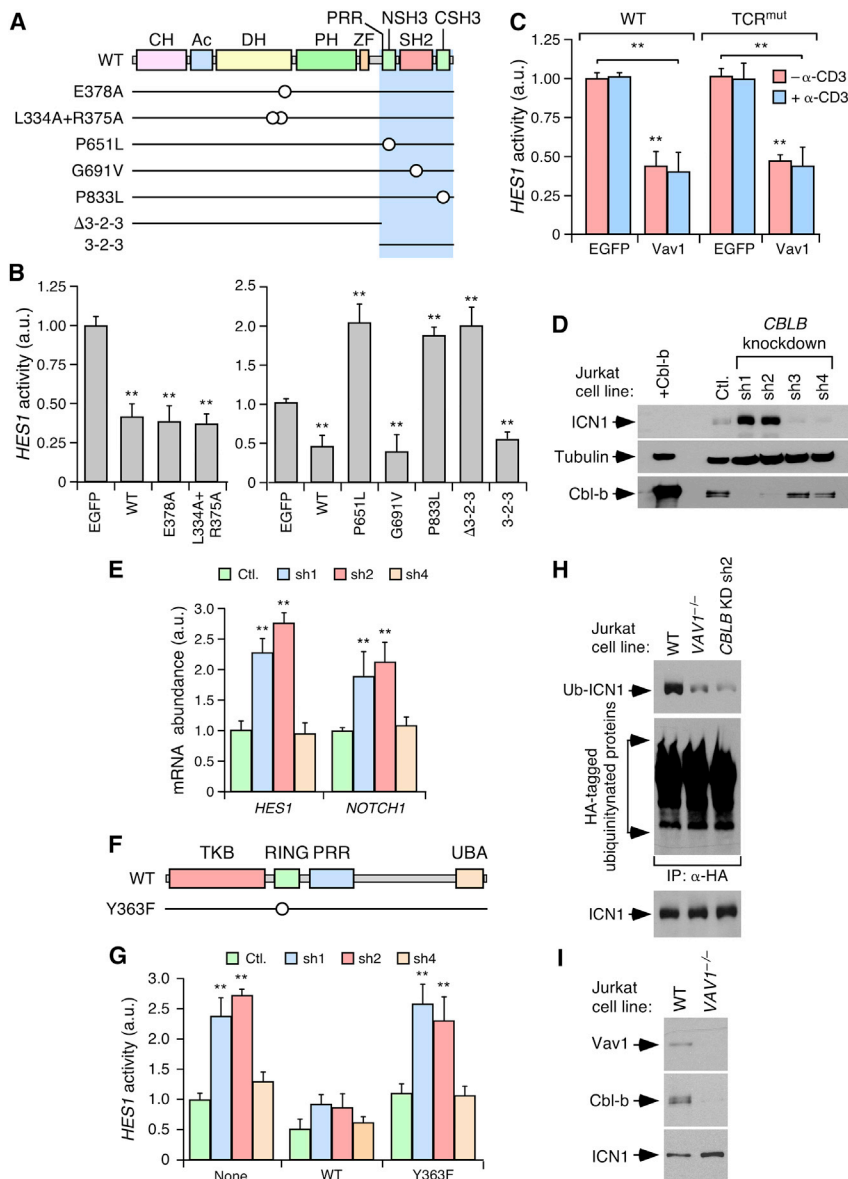 A
PRR NSH3 CSH3
CH Ac DH PH ZF SH2
WT
E378A
L334A+R375A
P651L
G691V
P833L
Δ3-2-3
3-2-3
B
HES1 activity (a.u.)
1.25
1.00
0.75
0.50
0.25
0
** ** **
EGFP
WT
E378A
L334A+
R375A
2.5
2.0
1.5
1.0
0.5
0
** ** ** ** ** **
EGFP
WT
P651L
G691V
P833L
Δ3-2-3
3-2-3
C
WT TCRmut
** **
HES1 activity (a.u.)
1.25
1.00
0.75
0.50
0.25
0
– α-CD3
+ α-CD3
** **
EGFP Vav1 EGFP Vav1
D
CBLB
knockdown
Jurkat
cell line:
+Cbl-b
Ctl.
sh1
sh2
sh3
sh4
ICN1
Tubulin
Cbl-b
E
Ctl. sh1 sh2 sh4
mRNA abundance (a.u.)
3.0
2.5
2.0
1.5
1.0
0.5
0
** ** ** **
HES1 NOTCH1
F
TKB RING PRR UBA
WT
Y363F
G
Ctl. sh1 sh2 sh4
HES1 activity (a.u.)
3.0
2.5
2.0
1.5
1.0
0.5
0
** ** ** **
None WT Y363F
H
Jurkat
cell line:
WT
VAV1–/–
CBLB KD sh2
Ub-ICN1
HA-tagged
ubiquinitynated proteins
IP: α-HA
ICN1
I
Jurkat
cell line:
WT
VAV1–/–
Vav1
Cbl-b
ICN1